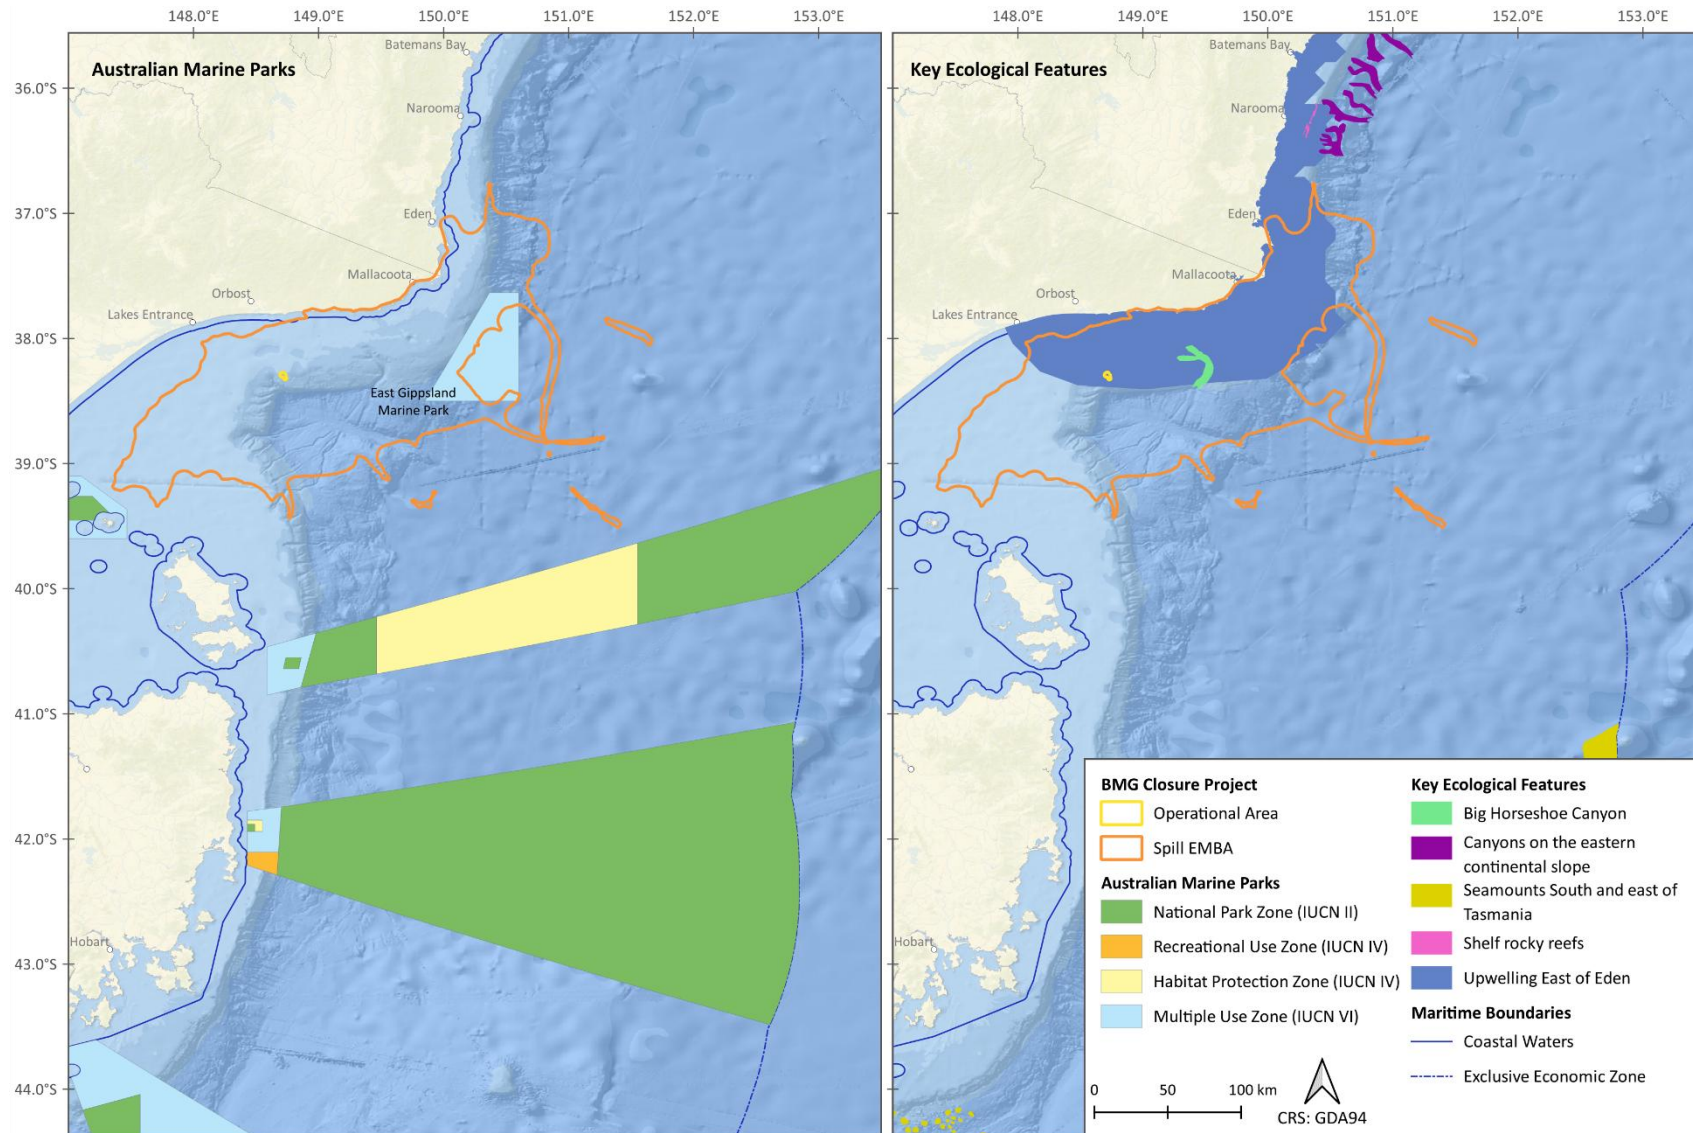 148.0°E 149.0°E 150.0°E 151.0°E 152.0°E 153.0°E 148.0°E 149.0°E 150.0°E 151.0°E 152.0°E 153.0°E
Australian Marine Parks
Batemans Bay
36.0°S
Narooma
37.0°S
Eden
Mallacoota
Orbost
Lakes Entrance
38.0°S
East Gippsland
Marine Park
39.0°S
40.0°S
41.0°S
42.0°S
Hobart
43.0°S
44.0°S
Key Ecological Features
Batemans Bay
Narooma
Eden
Mallacoota
Orbost
Lakes Entrance
Hobart
BMG Closure Project
Operational Area
Spill EMBA
Australian Marine Parks
National Park Zone (IUCN II)
Recreational Use Zone (IUCN IV)
Habitat Protection Zone (IUCN IV)
Multiple Use Zone (IUCN VI)
0 50 100 km
CRS: GDA94
Key Ecological Features
Big Horseshoe Canyon
Canyons on the eastern
continental slope
Seamounts South and east of
Tasmania
Shelf rocky reefs
Upwelling East of Eden
Maritime Boundaries
Coastal Waters
Exclusive Economic Zone